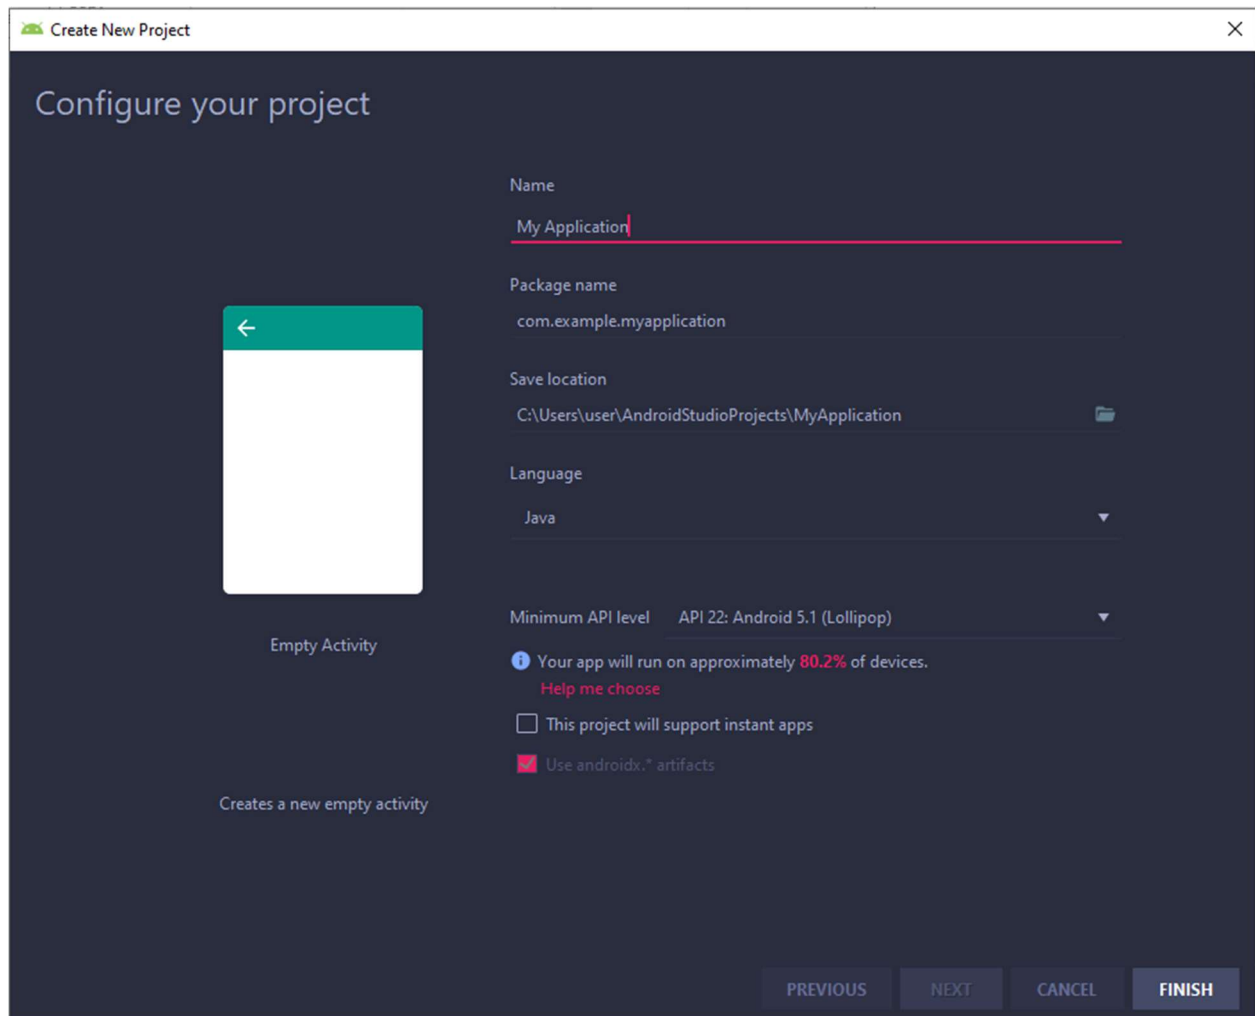 Create New Project
Configure your project
Name
My Application
Package name
com.example.myapplication
Save location
C:\Users\user\AndroidStudioProjects\MyApplication
Language
Java
Minimum API level API 22: Android 5.1 (Lollipop)
Empty Activity
Your app will run on approximately 80.2% of devices.
Help me choose
This project will support instant apps
Use androidx.* artifacts
Creates a new empty activity
PREVIOUS NEXT CANCEL FINISH